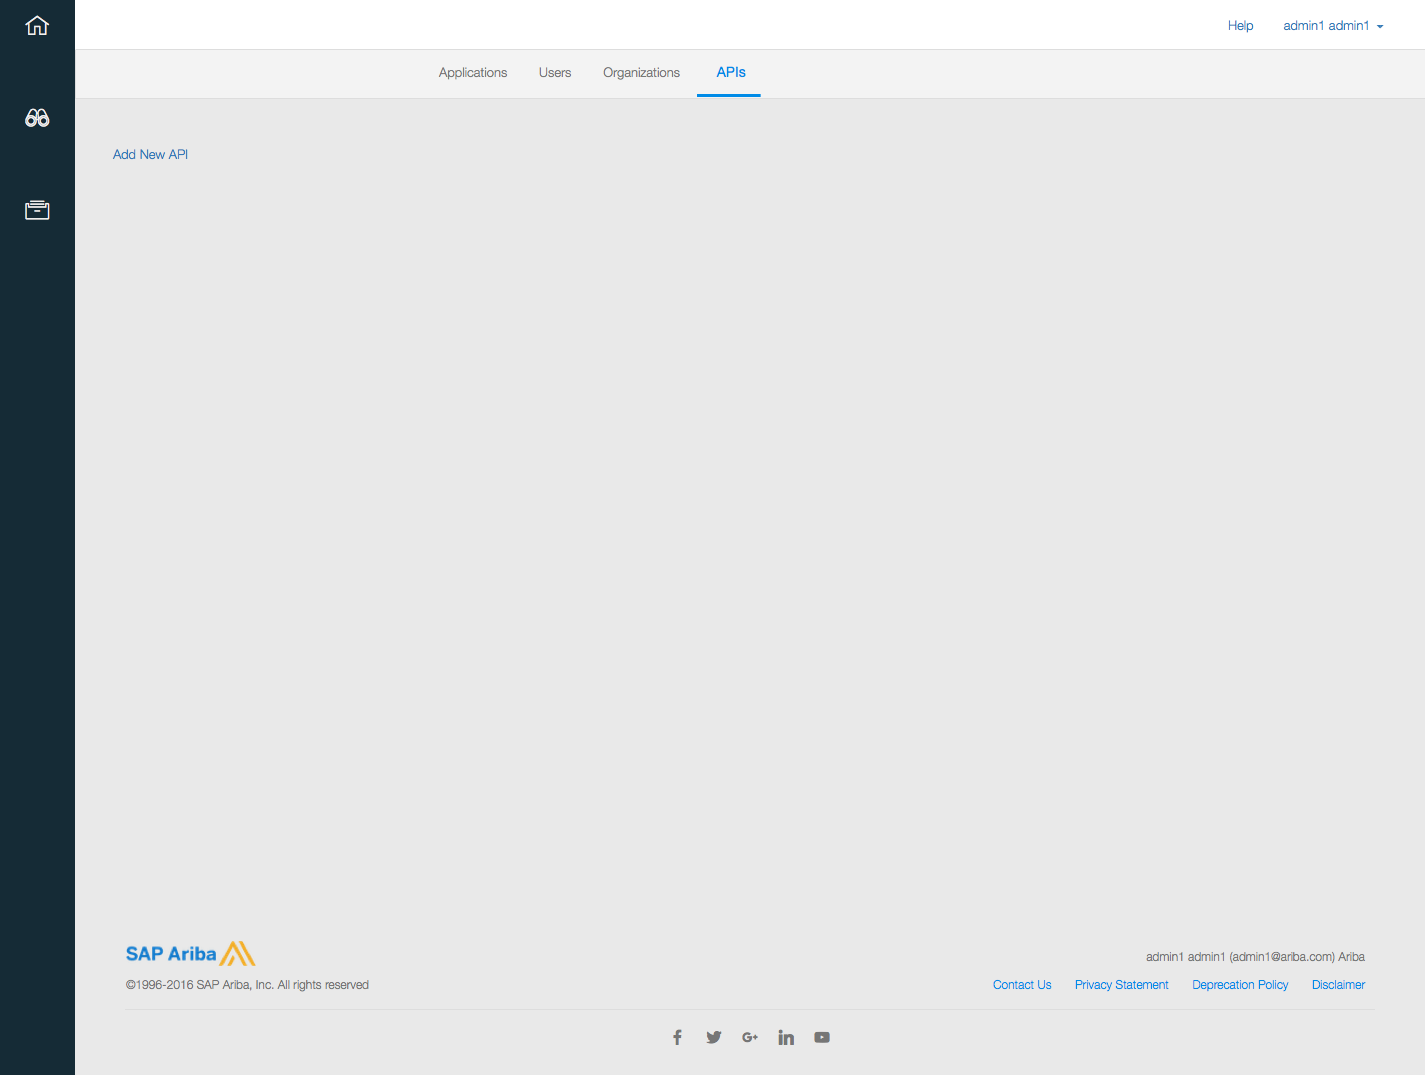 Help admin1 admin1
Applications Users Organizations APIs
Add New API
SAP Ariba
admin1 admin1 (admin1@ariba.com) Ariba
©1996-2016 SAP Ariba, Inc. All rights reserved
Contact Us Privacy Statement Deprecation Policy Disclaimer